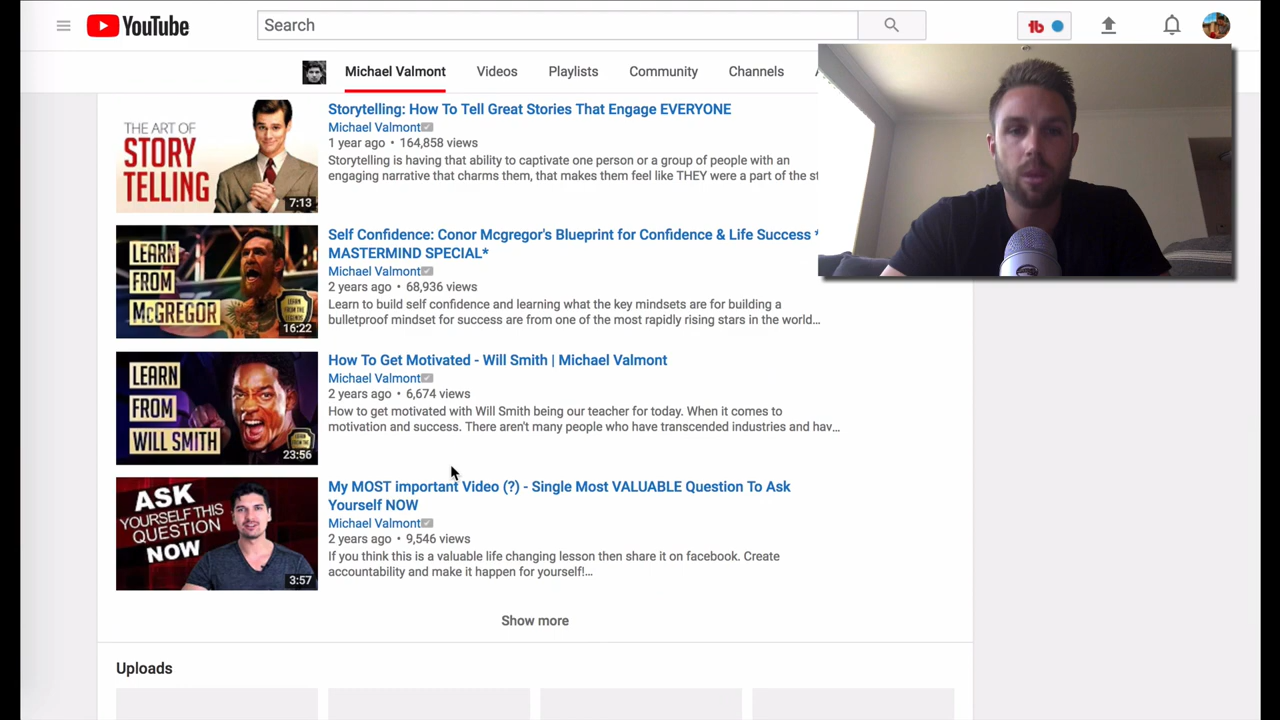 YouTube
Search
Michael Valmont
Videos
Playlists
Community
Channels
THE ART OF
STORY
TELLING
7:13
Storytelling: How To Tell Great Stories That Engage EVERYONE
Michael Valmont
1 year ago • 164,858 views
Storytelling is having that ability to captivate one person or a group of people with an
engaging narrative that charms them, that makes them feel like THEY were a part of the st
LEARN
FROM
McGREGOR
16:22
Self Confidence: Conor Mcgregor's Blueprint for Confidence & Life Success *
MASTERMIND SPECIAL*
Michael Valmont
2 years ago • 68,936 views
Learn to build self confidence and learning what the key mindsets are for building a
bulletproof mindset for success are from one of the most rapidly rising stars in the world...
LEARN
FROM
WILL SMITH
23:56
How To Get Motivated - Will Smith | Michael Valmont
Michael Valmont
2 years ago • 6,674 views
How to get motivated with Will Smith being our teacher for today. When it comes to
motivation and success. There aren't many people who have transcended industries and hav...
ASK
YOURSELF THIS
QUESTION
NOW
3:57
My MOST important Video (?) - Single Most VALUABLE Question To Ask
Yourself NOW
Michael Valmont
2 years ago • 9,546 views
If you think this is a valuable life changing lesson then share it on facebook. Create
accountability and make it happen for yourself!...
Show more
Uploads